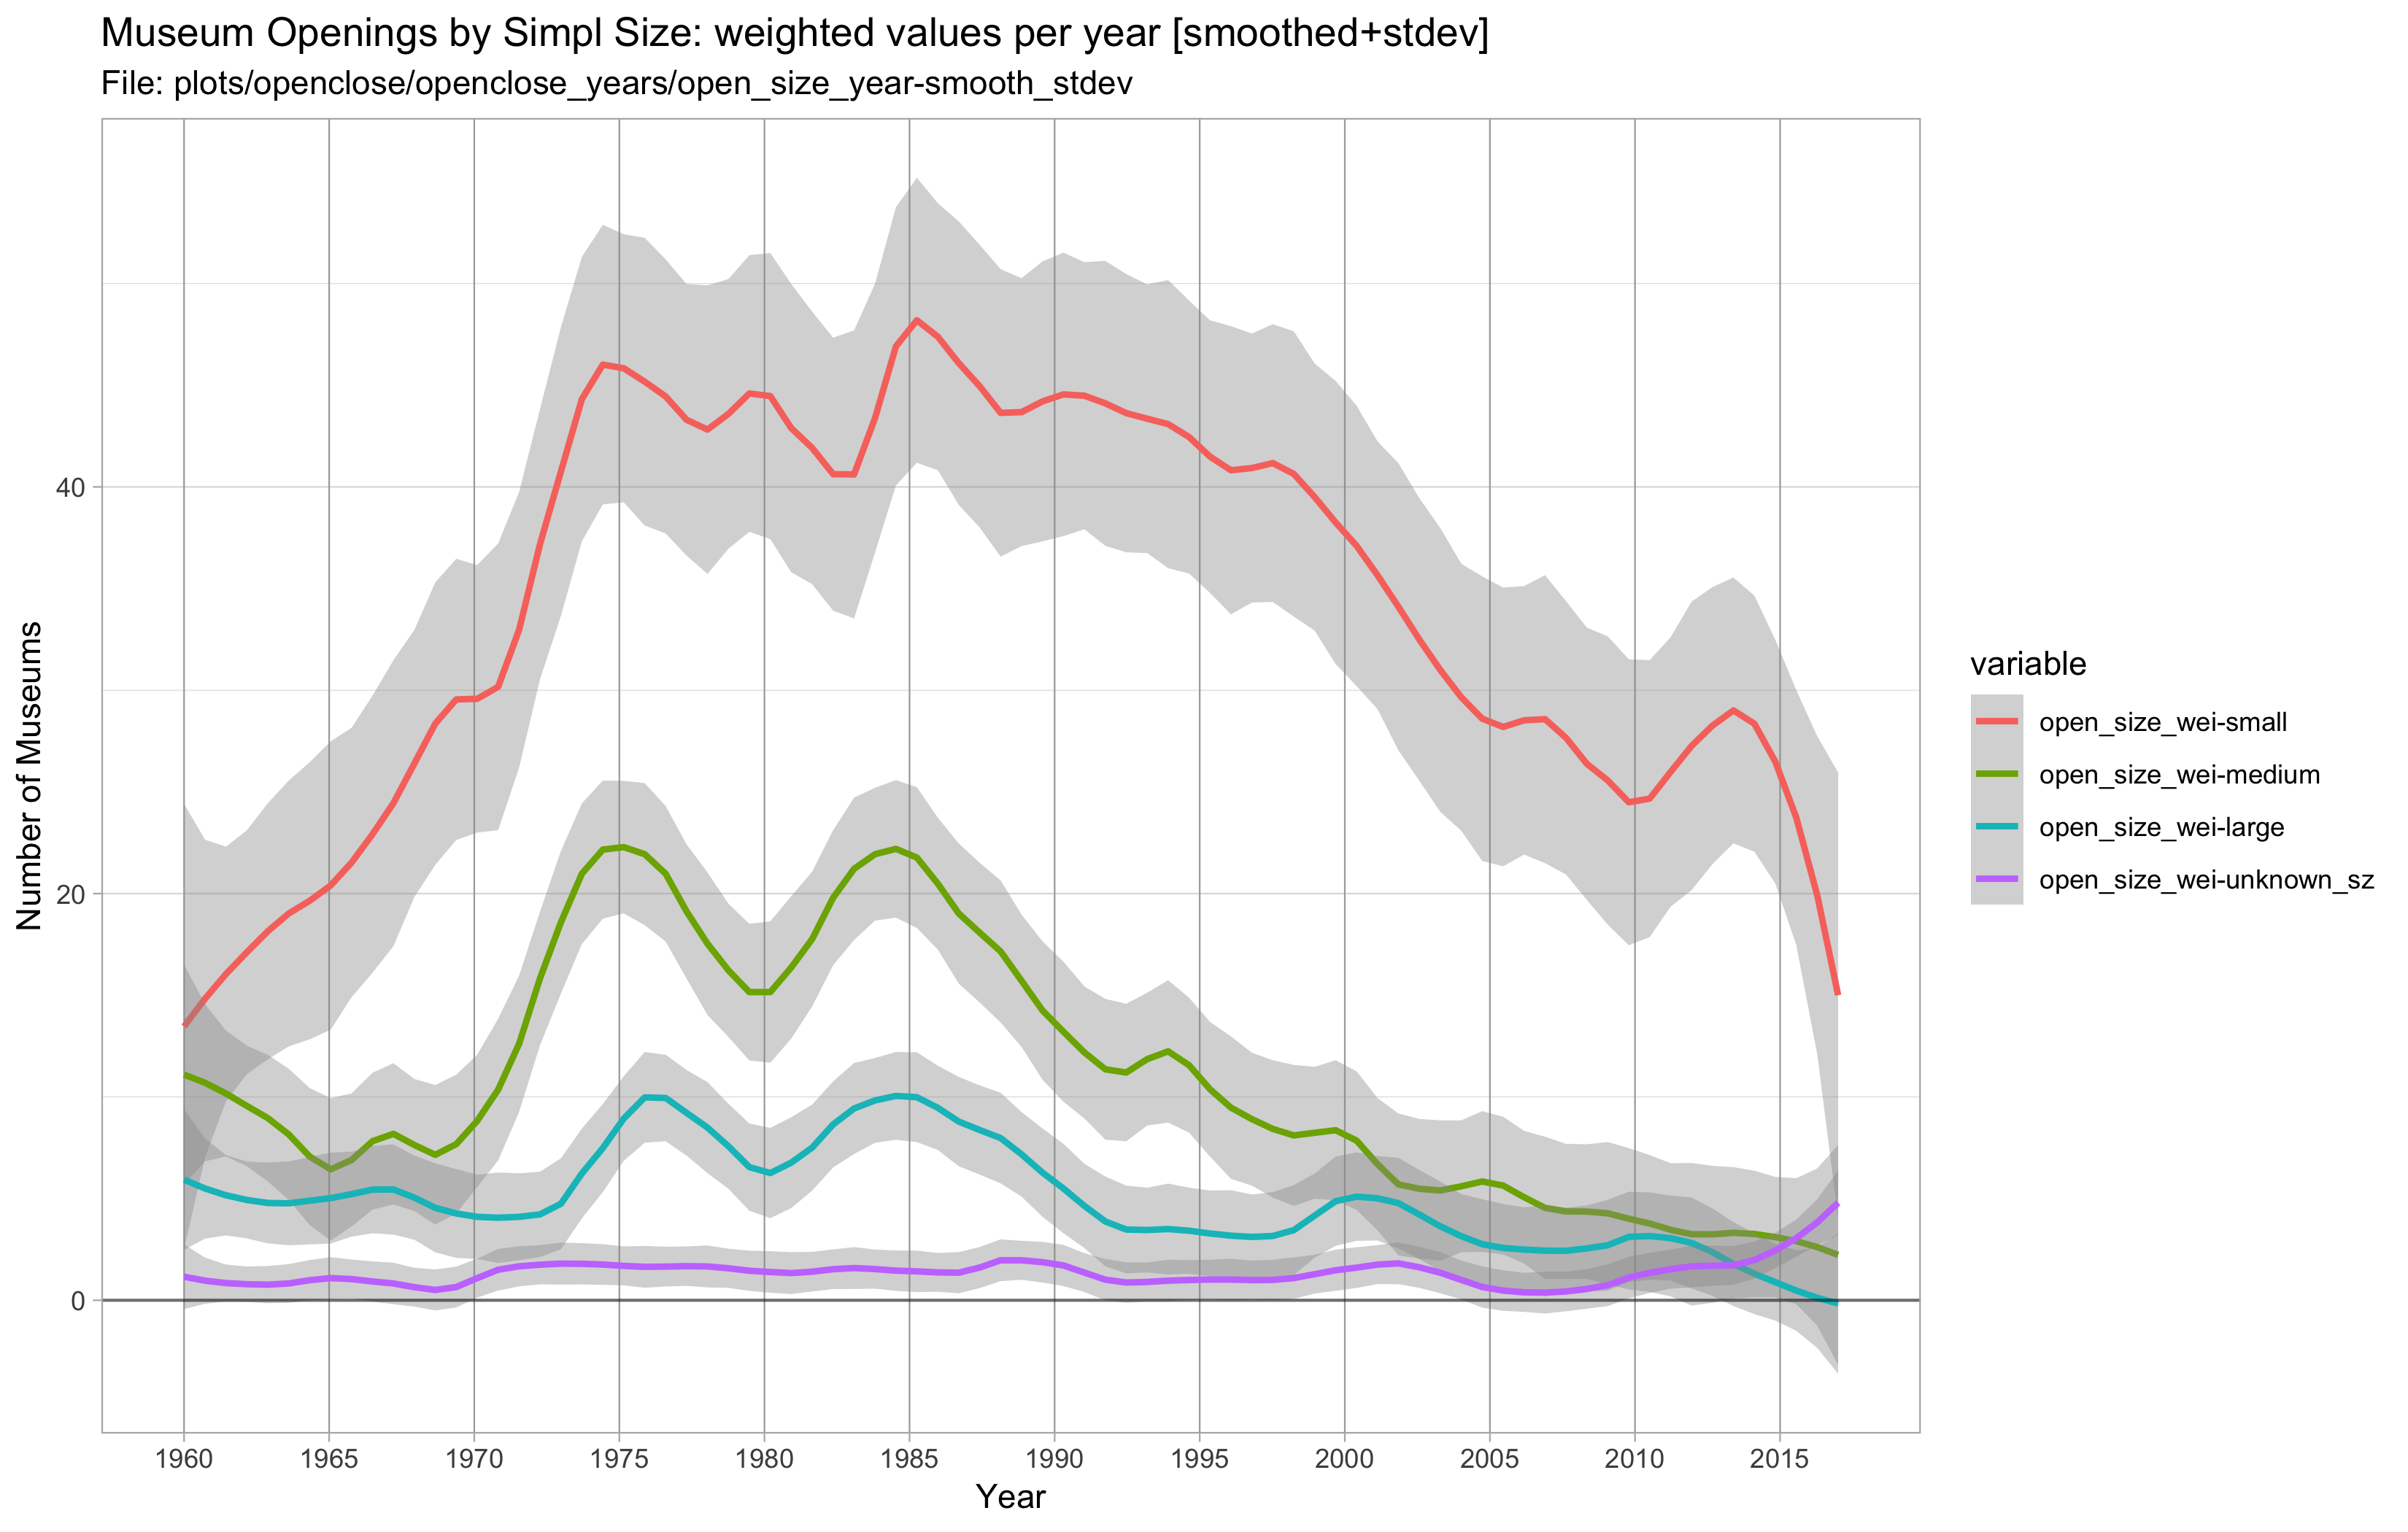 Museum Openings by Simpl Size: weighted values per year [smoothed+stdev]
File: plots/openclose/openclose_years/open_size_year-smooth_stdev
Number of Museums
40
20
0
1960 1965 1970 1975 1980 1985 1990 1995 2000 2005 2010 2015
Year
variable
open_size_wei-small
open_size_wei-medium
open_size_wei-large
open_size_wei-unknown_sz